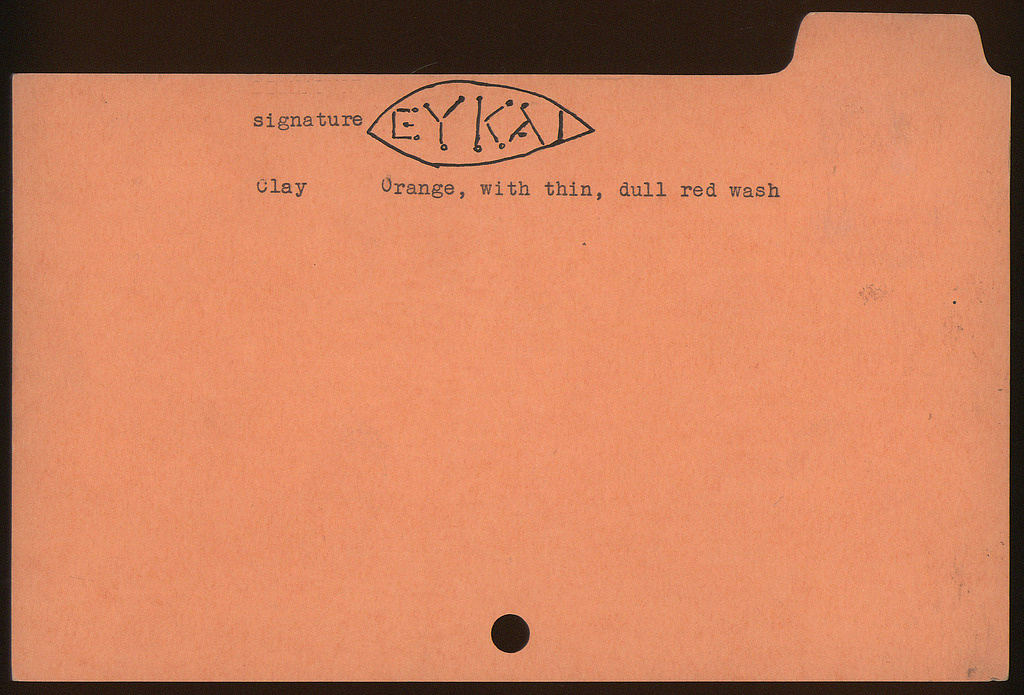 signature EYKAI
Clay Orange, with thin, dull red wash